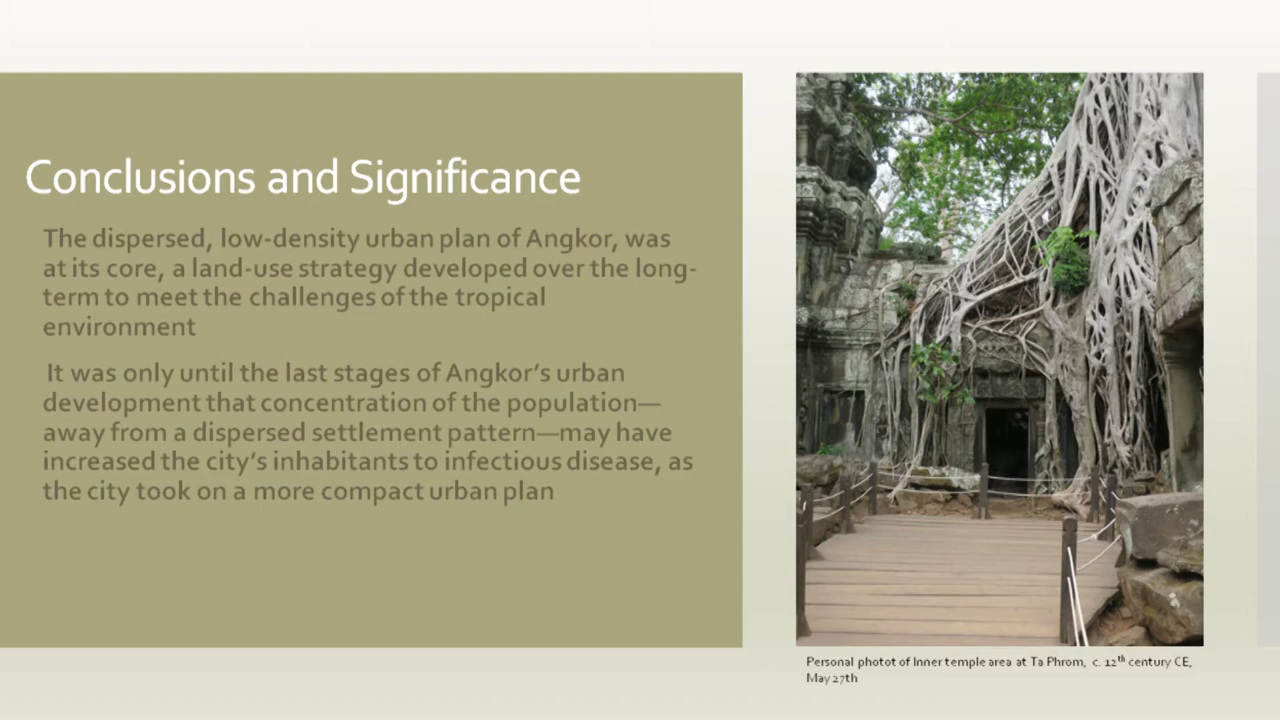 Conclusions and Significance
The dispersed, low-density urban plan of Angkor, was
at its core, a land-use strategy developed over the long-
term to meet the challenges of the tropical
environment
It was only until the last stages of Angkor’s urban
development that concentration of the population—
away from a dispersed settlement pattern—may have
increased the city’s inhabitants to infectious disease, as
the city took on a more compact urban plan
Personal photot of Inner temple area at Ta Phrom, c. 12th century CE,
May 27th